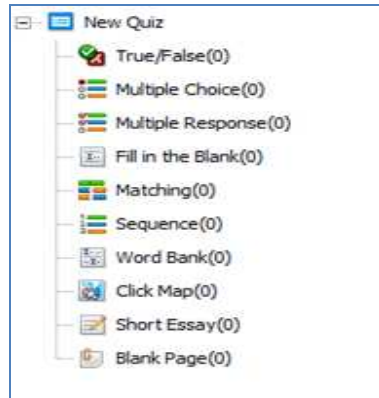 New Quiz
True/False(0)
Multiple Choice(0)
Multiple Response(0)
Fill in the Blank(0)
Matching(0)
Sequence(0)
Word Bank(0)
Click Map(0)
Short Essay(0)
Blank Page(0)